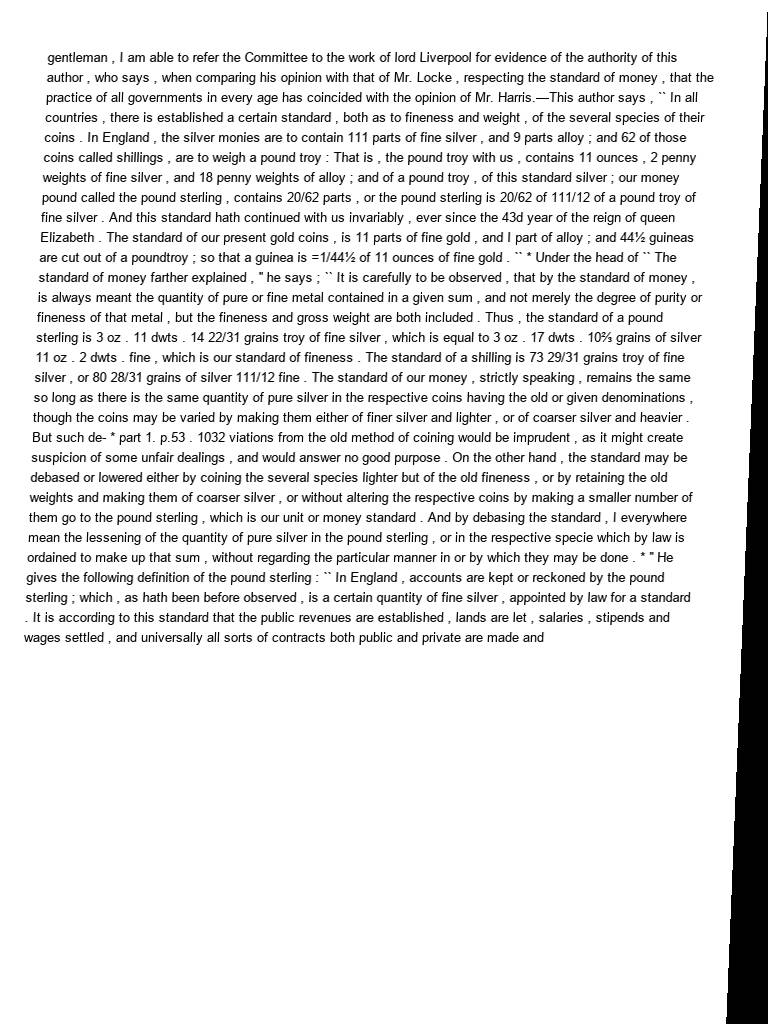 gentleman , I am able to refer the Committee to the work of lord Liverpool for evidence of the authority of this
author , who says , when comparing his opinion with that of Mr. Locke , respecting the standard of money , that the
practice of all governments in every age has coincided with the opinion of Mr. Harris.—This author says , `` In all
countries , there is established a certain standard , both as to fineness and weight , of the several species of their
coins . In England , the silver monies are to contain 111 parts of fine silver , and 9 parts alloy ; and 62 of those
coins called shillings , are to weigh a pound troy : That is , the pound troy with us , contains 11 ounces , 2 penny
weights of fine silver , and 18 penny weights of alloy ; and of a pound troy , of this standard silver ; our money
pound called the pound sterling , contains 20/62 parts , or the pound sterling is 20/62 of 111/12 of a pound troy of
fine silver . And this standard hath continued with us invariably , ever since the 43d year of the reign of queen
Elizabeth . The standard of our present gold coins , is 11 parts of fine gold , and I part of alloy ; and 44½ guineas
are cut out of a poundtroy ; so that a guinea is =1/44½ of 11 ounces of fine gold . `` * Under the head of `` The
standard of money farther explained , '' he says ; `` It is carefully to be observed , that by the standard of money ,
is always meant the quantity of pure or fine metal contained in a given sum , and not merely the degree of purity or
fineness of that metal , but the fineness and gross weight are both included . Thus , the standard of a pound
sterling is 3 oz . 11 dwts . 14 22/31 grains troy of fine silver , which is equal to 3 oz . 17 dwts . 10⅔ grains of silver
11 oz . 2 dwts . fine , which is our standard of fineness . The standard of a shilling is 73 29/31 grains troy of fine
silver , or 80 28/31 grains of silver 111/12 fine . The standard of our money , strictly speaking , remains the same
so long as there is the same quantity of pure silver in the respective coins having the old or given denominations ,
though the coins may be varied by making them either of finer silver and lighter , or of coarser silver and heavier .
But such de- * part 1. p.53 . 1032 viations from the old method of coining would be imprudent , as it might create
suspicion of some unfair dealings , and would answer no good purpose . On the other hand , the standard may be
debased or lowered either by coining the several species lighter but of the old fineness , or by retaining the old
weights and making them of coarser silver , or without altering the respective coins by making a smaller number of
them go to the pound sterling , which is our unit or money standard . And by debasing the standard , I everywhere
mean the lessening of the quantity of pure silver in the pound sterling , or in the respective specie which by law is
ordained to make up that sum , without regarding the particular manner in or by which they may be done . * '' He
gives the following definition of the pound sterling : `` In England , accounts are kept or reckoned by the pound
sterling ; which , as hath been before observed , is a certain quantity of fine silver , appointed by law for a standard
. It is according to this standard that the public revenues are established , lands are let , salaries , stipends and
wages settled , and universally all sorts of contracts both public and private are made and